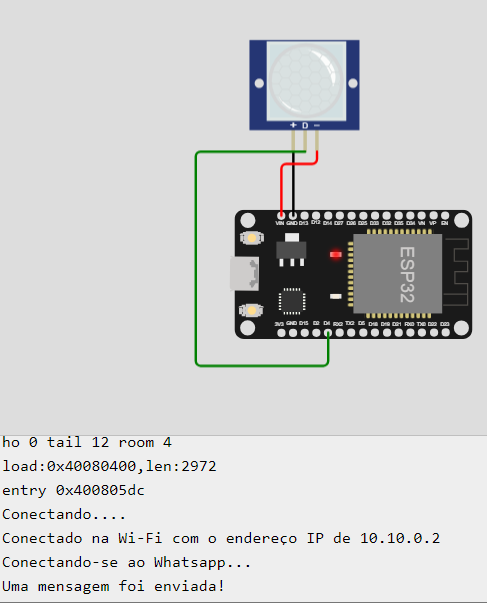 + D -
VIN GND D13 D12 D14 D27 D26 D25 D33 D32 D35 D34 VN VP EN
ESP32
3V3 GND D15 D2 D4 RX2 TX2 D5 D18 D19 D21 RX0 TX0 D22 D23
ho 0 tail 12 room 4
load:0x40080400,len:2972
entry 0x400805dc
Conectando....
Conectado na Wi-Fi com o endereço IP de 10.10.0.2
Conectando-se ao Whatsapp...
Uma mensagem foi enviada!